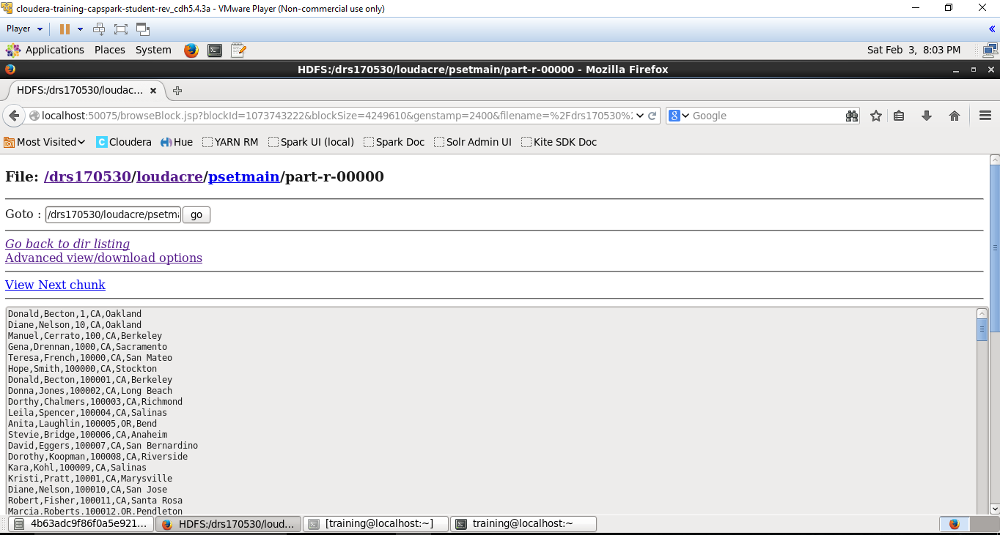 cloudera-training-capspark-student-rev_cdh5.4.3a - VMware Player (Non-commercial use only)
Player
Applications Places System Sat Feb 3, 8:03 PM
HDFS:/drs170530/loudacre/psetmain/part-r-00000 - Mozilla Firefox
HDFS:/drs170530/loudac...
localhost:50075/browseBlock.jsp?blockId=1073743222&blockSize=4249610&genstamp=2400&filename=%2Fdrs170530%2 Google
Most Visited Cloudera Hue YARN RM Spark UI (local) Spark Doc Solr Admin UI Kite SDK Doc
File: /drs170530/loudacre/psetmain/part-r-00000
Goto : /drs170530/loudacre/psetm go
Go back to dir listing
Advanced view/download options
View Next chunk
Donald,Becton,1,CA,Oakland
Diane,Nelson,10,CA,Oakland
Manuel,Cerrato,100,CA,Berkeley
Gena,Drennan,1000,CA,Sacramento
Teresa,French,10000,CA,San Mateo
Hope,Smith,100000,CA,Stockton
Donald,Becton,100001,CA,Berkeley
Donna,Jones,100002,CA,Long Beach
Dorthy,Chalmers,100003,CA,Richmond
Leila,Spencer,100004,CA,Salinas
Anita,Laughlin,100005,OR,Bend
Stevie,Bridge,100006,CA,Anaheim
David,Eggers,100007,CA,San Bernardino
Dorothy,Koopman,100008,CA,Riverside
Kara,Kohl,100009,CA,Salinas
Kristi,Pratt,10001,CA,Marysville
Diane,Nelson,100010,CA,San Jose
Robert,Fisher,100011,CA,Santa Rosa
Marcia,Roberts,100012,OR,Pendleton
4b63adc9f86f0a5e921... HDFS:/drs170530/loud... [training@localhost:~] training@localhost:~